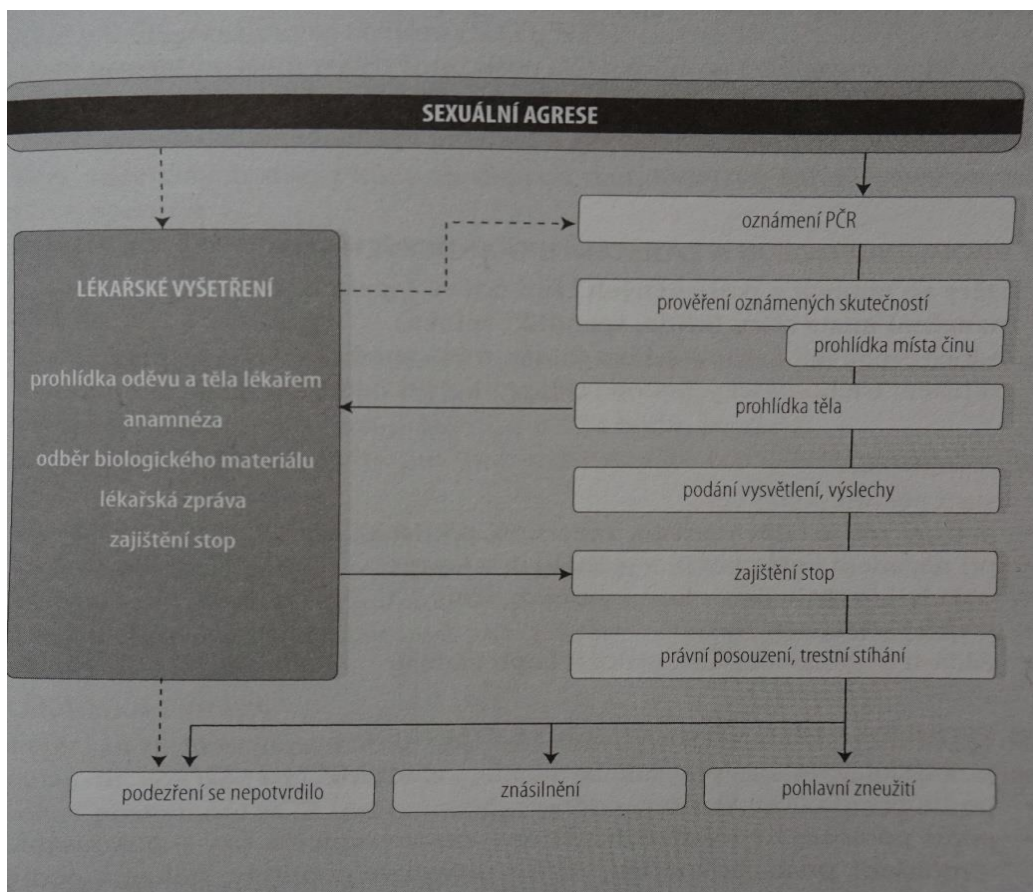 SEXUÁLNÍ AGRESE
oznámení PČR
LÉKAŘSKÉ VYŠETŘENÍ
prohlídka oděvu a těla lékařem
anamnéza
odběr biologického materiálu
lékařská zpráva
zajištění stop
prověření oznámených skutečností
prohlídka místa činu
prohlídka těla
podání vysvětlení, výslechy
zajištění stop
právní posouzení, trestní stíhání
podezření se nepotvrdilo
znásilnění
pohlavní zneužití